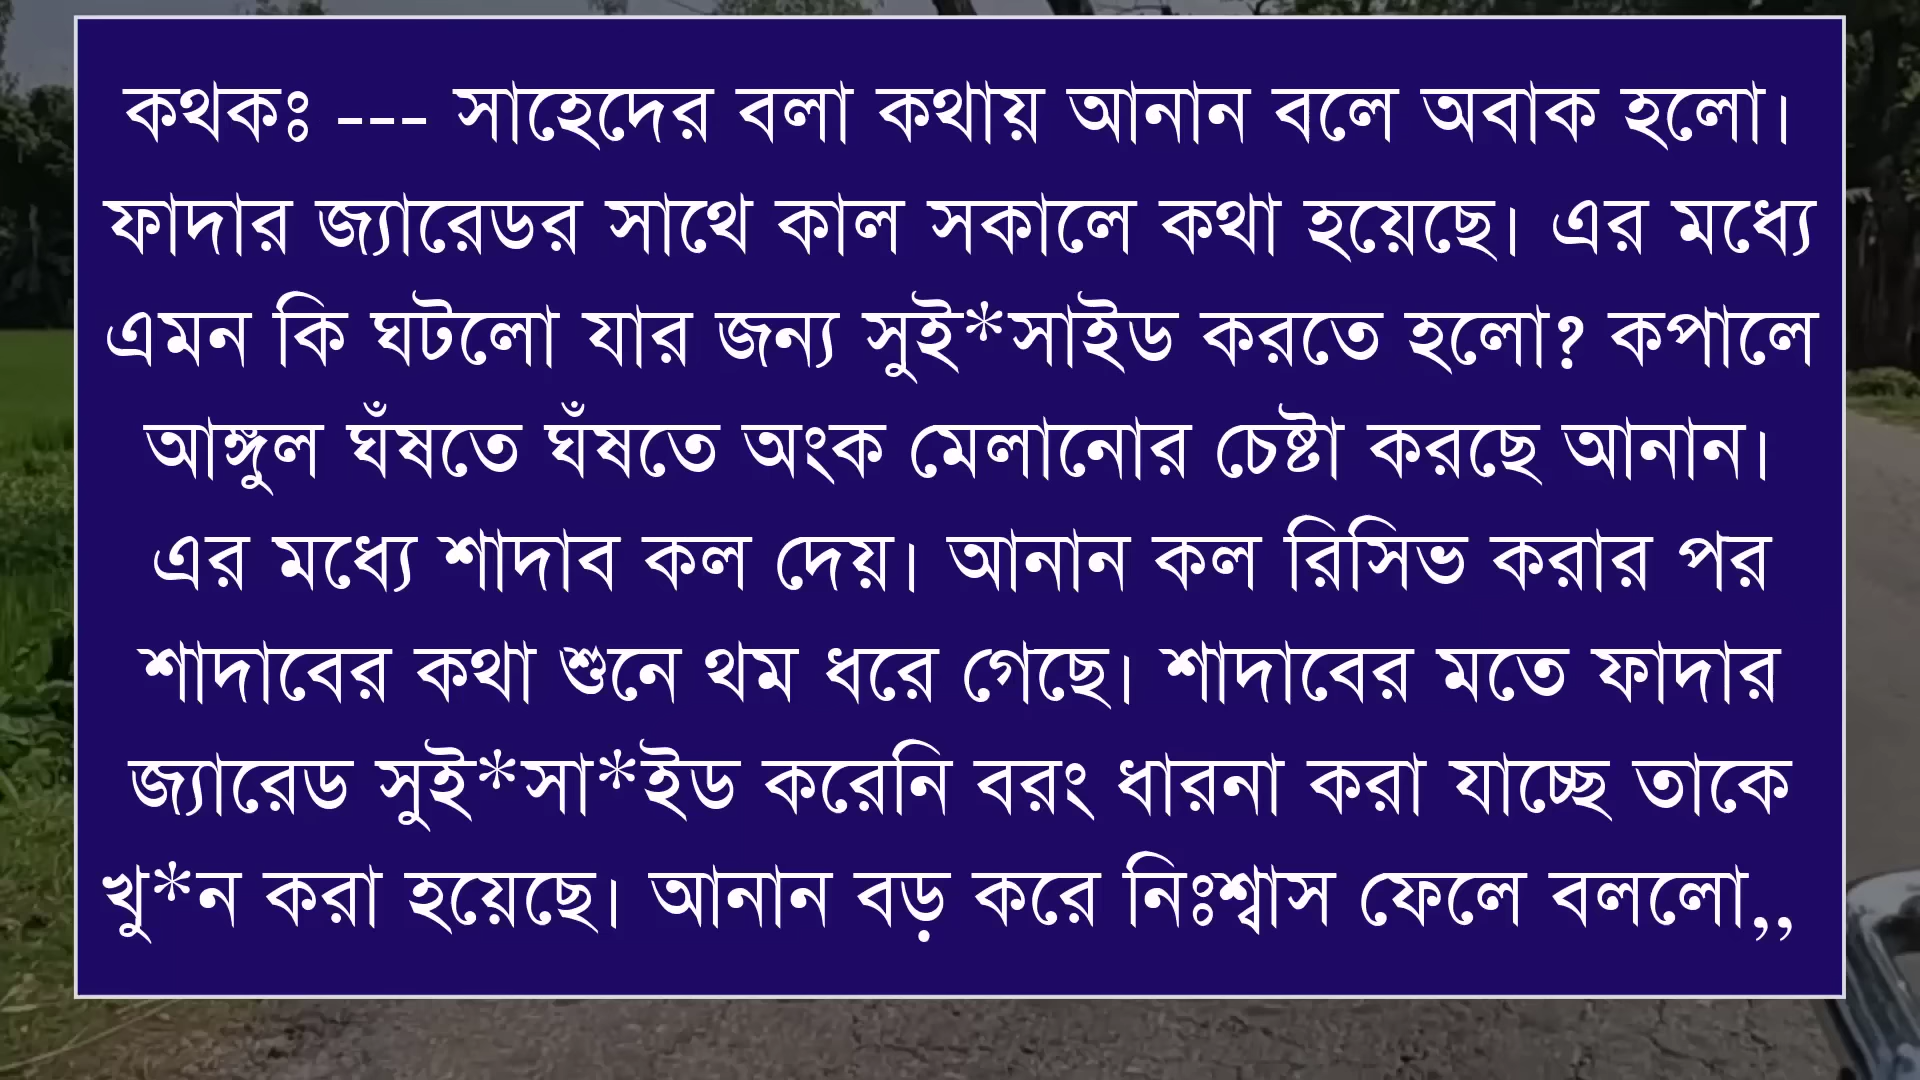 কথকঃ --- সাহেদের বলা কথায় আনান বলে অবাক হলো।
ফাদার জ্যারেডর সাথে কাল সকালে কথা হয়েছে। এর মধ্যে
এমন কি ঘটলো যার জন্য সুই*সাইড করতে হলো? কপালে
আঙ্গুল ঘঁষতে ঘঁষতে অংক মেলানোর চেষ্টা করছে আনান।
এর মধ্যে শাদাব কল দেয়। আনান কল রিসিভ করার পর
শাদাবের কথা শুনে থম ধরে গেছে। শাদাবের মতে ফাদার
জ্যারেড সুই*সা*ইড করেনি বরং ধারনা করা যাচ্ছে তাকে
খু*ন করা হয়েছে। আনান বড় করে নিঃশ্বাস ফেলে বললো,,